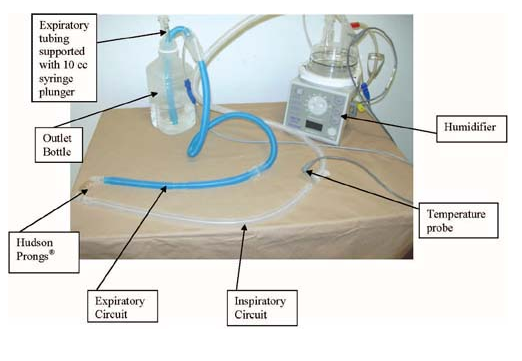 Expiratory
tubing
supported
with 10 cc
syringe
plunger
Outlet
Bottle
Humidifier
Hudson
Prongs®
Temperature
probe
Expiratory
Circuit
Inspiratory
Circuit